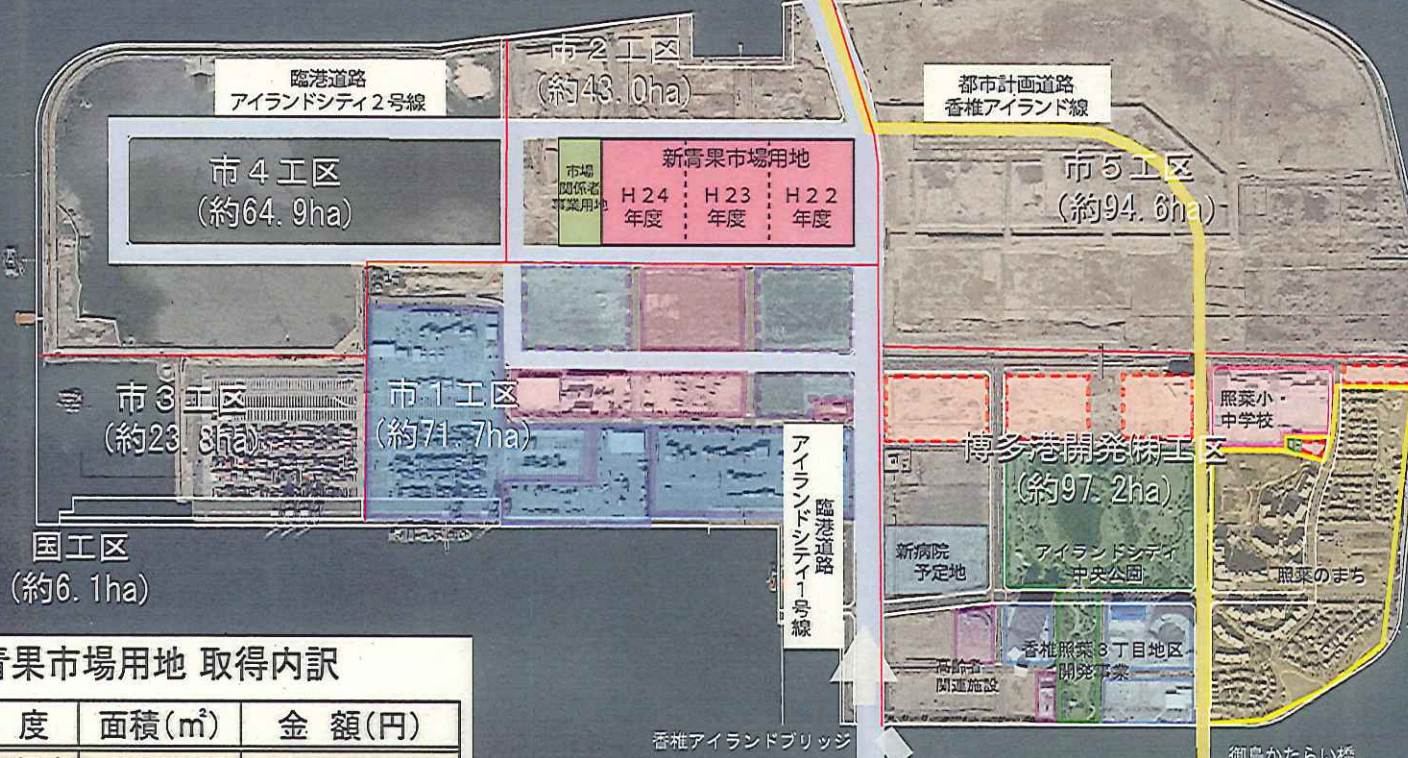 市2工区
(約43.0ha)
臨港道路
アイランドシティ2号線
都市計画道路
香椎アイランド線
市4工区
(約64.9ha)
市場
関係者
事業用地
新青果市場用地
H24
年度
H23
年度
H22
年度
市5工区
(約94.6ha)
市3工区
(約23.8ha)
市1工区
(約71.7ha)
照葉小・
中学校
博多港開発㈱工区
(約97.2ha)
臨港道路
アイランドシティ1号線
国工区
(約6.1ha)
新病院
予定地
アイランドシティ
中央公園
照葉のまち
高齢者
関連施設
香椎照葉3丁目地区
開発事業
青果市場用地 取得内訳
度 面積(㎡) 金 額(円)
香椎アイランドブリッジ
御島かたらい橋